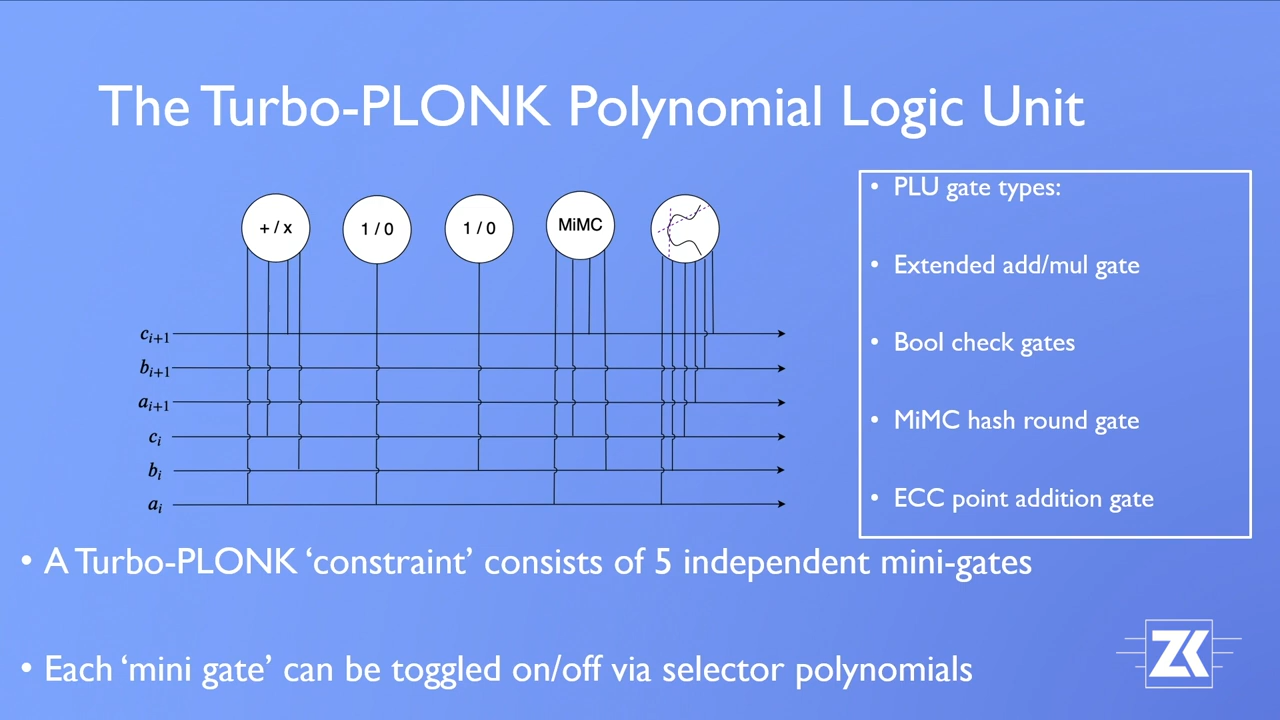 The Turbo-PLONK Polynomial Logic Unit
+ / x
1 / 0
1 / 0
MiMC
c_{i+1}
b_{i+1}
a_{i+1}
c_i
b_i
a_i
• PLU gate types:
• Extended add/mul gate
• Bool check gates
• MiMC hash round gate
• ECC point addition gate
• A Turbo-PLONK ‘constraint’ consists of 5 independent mini-gates
• Each ‘mini gate’ can be toggled on/off via selector polynomials
ZK